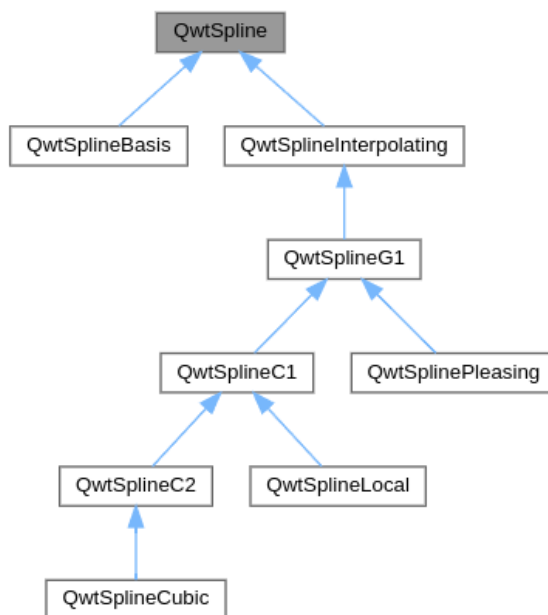 QwtSpline
QwtSplineBasis
QwtSplineInterpolating
QwtSplineG1
QwtSplineC1
QwtSplinePleasing
QwtSplineC2
QwtSplineLocal
QwtSplineCubic